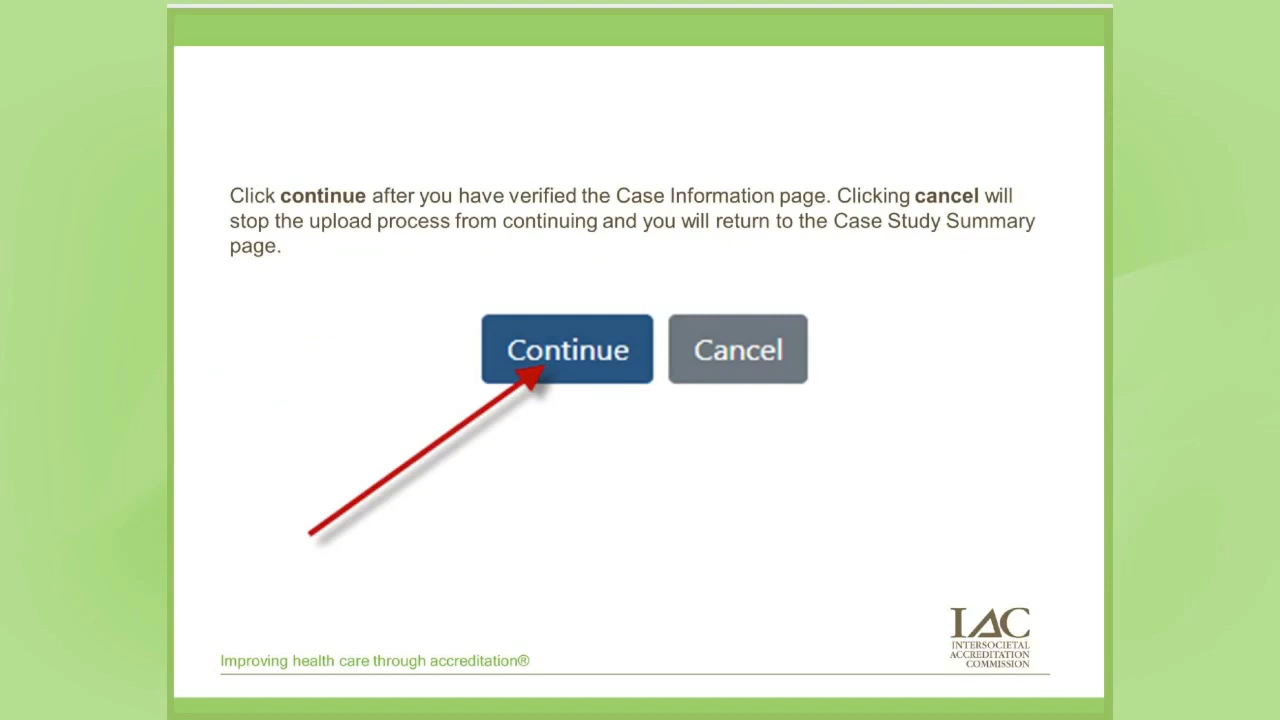 Click continue after you have verified the Case Information page. Clicking cancel will
stop the upload process from continuing and you will return to the Case Study Summary
page.
Continue
Cancel
IAC
INTERSOCIETAL
ACCREDITATION
COMMISSION
Improving health care through accreditation®